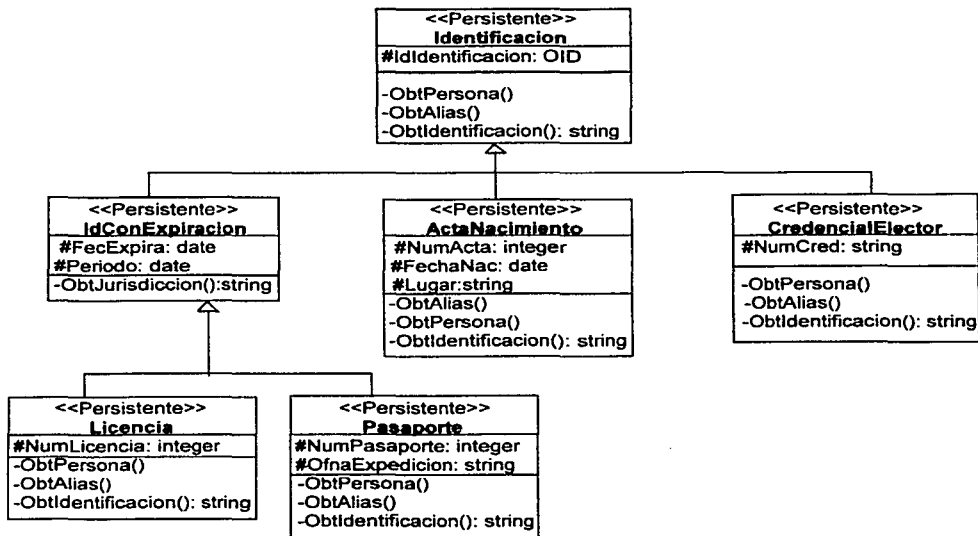 <<Persistente>>
Identificacion
#IdIdentificacion: OID
-ObtPersona()
-ObtAlias()
-ObtIdentificacion(): string
<<Persistente>>
IdConExpiracion
#FecExpira: date
#Periodo: date
-ObtJurisdiccion():string
<<Persistente>>
ActaNacimiento
#NumActa: integer
#FechaNac: date
#Lugar:string
-ObtAlias()
-ObtPersona()
-ObtIdentificacion(): string
<<Persistente>>
CredencialElector
#NumCred: string
-ObtPersona()
-ObtAlias()
-ObtIdentificacion(): string
<<Persistente>>
Licencia
#NumLicencia: integer
-ObtPersona()
-ObtAlias()
-ObtIdentificacion(): string
<<Persistente>>
Pasaporte
#NumPasaporte: integer
#OfnaExpedicion: string
-ObtPersona()
-ObtAlias()
-ObtIdentificacion(): string